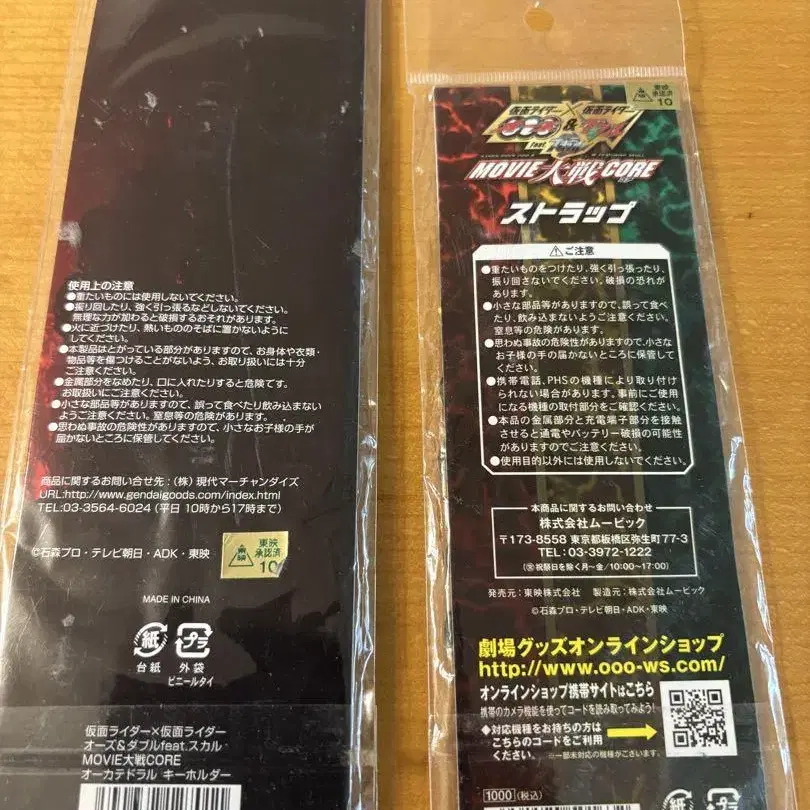 使用上の注意
●重たいものには使用しないでください。
●振り回したり、強く引っ張るなどしないでください。
無理な力が加わると破損するおそれがあります。
●火に近づけたり、熱いもののそばに置かないように
してください。
●本製品はとがっている部分がありますので、お身体や衣類・
物品等を傷つけることがないよう、お取り扱いには十分
ご注意ください。
●金属部分をなめたり、口に入れたりすると危険です。
お取扱いにご注意ください。
●小さな部品等がありますので、誤って食べたり飲み込まない
ようご注意ください。窒息等の危険があります。
●思わぬ事故の危険性がありますので、小さなお子様の手が
届かないところに保管してください。
商品に関するお問い合せ先:(株)現代マーチャンダイズ
URL:http://www.gendaigoods.com/index.html
TEL:03-3564-6024 (平日 10時から17時まで)
©石森プロ・テレビ朝日・ADK・東映
東映
承認済
10
MADE IN CHINA
紙
プラ
台紙
外袋
ビニールタイ
仮面ライダー×仮面ライダー
オーズ&ダブルfeat.スカル
MOVIE大戦CORE
オーカテドラル キーホルダー
東映
承認済
10
仮面ライダー×仮面ライダー
&
feat.
MOVIE大戦CORE
ストラップ
⚠ご注意
●重たいものをつけたり、強く引っ張ったり、
振り回さないでください。破損の恐れが
あります。
●小さな部品等がありますので、誤って食べ
たり、飲み込まないようご注意ください。
窒息等の危険があります。
●思わぬ事故の危険性がありますので、小さな
お子様の手の届かないところに保管して
ください。
●携帯電話、PHSの機種により取り付け
られない場合があります。事前にご使用
になる機種の取付部分をご確認ください。
●本品の金属部分と充電端子部分を接触
させると通電やバッテリー破損の可能性
がありますのでご注意ください。
●使用目的以外には使用しないでください。
本商品に関するお問い合わせ
株式会社ムービック
〒173-8558 東京都板橋区弥生町77-3
TEL:03-3972-1222
(祝祭日を除く月~金/10:00~17:00)
発売元:東映株式会社 製造元:株式会社ムービック
©石森プロ・テレビ朝日・ADK・東映
劇場グッズオンラインショップ
http://www.ooo-ws.com/
オンラインショップ携帯サイトはこちら
携帯のカメラ機能を使ってコードを読み取ってみよう!
◆対応機種をお持ちの方は
こちらのコードをご利用
ください。
※一部未対応の機種がございます。
1000(税込)
紙
プラ